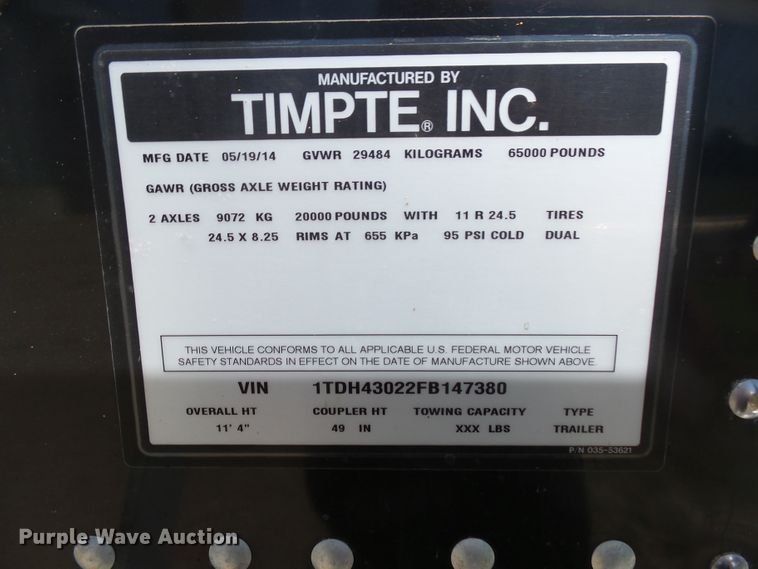 MANUFACTURED BY
TIMPTE® INC.
MFG DATE 05/19/14 GVWR 29484 KILOGRAMS 65000 POUNDS
GAWR (GROSS AXLE WEIGHT RATING)
2 AXLES 9072 KG 20000 POUNDS WITH 11 R 24.5 TIRES
24.5 X 8.25 RIMS AT 655 KPa 95 PSI COLD DUAL
THIS VEHICLE CONFORMS TO ALL APPLICABLE U.S. FEDERAL MOTOR VEHICLE
SAFETY STANDARDS IN EFFECT ON THE DATE OF MANUFACTURE SHOWN ABOVE.
VIN 1TDH43022FB147380
OVERALL HT COUPLER HT TOWING CAPACITY TYPE
11' 4" 49 IN XXX LBS TRAILER
P/N 035-53621
Purple Wave Auction